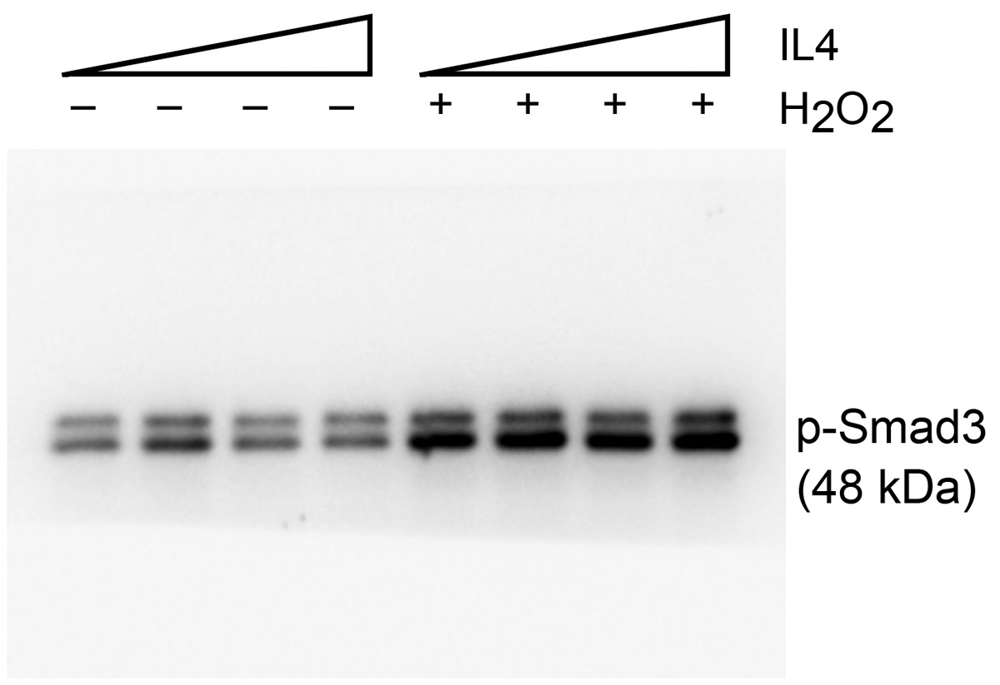 IL4
– – – – + + + + H2O2
p-Smad3
(48 kDa)